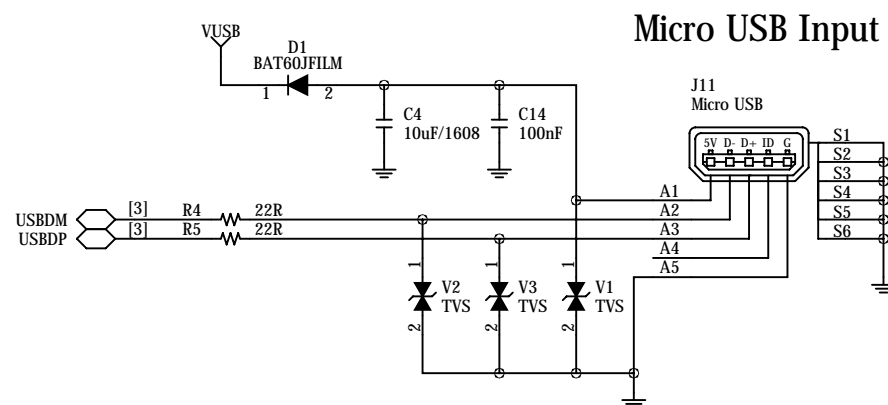 Micro USB Input
VUSB
D1
BAT60JFILM
1 2
C4
10uF/1608
C14
100nF
J11
Micro USB
5V D- D+ ID G
S1
S2
S3
S4
S5
S6
A1
A2
A3
A4
A5
USBDM [3] R4 22R
USBDP [3] R5 22R
1 V2 TVS 2
1 V3 TVS 2
1 V1 TVS 2